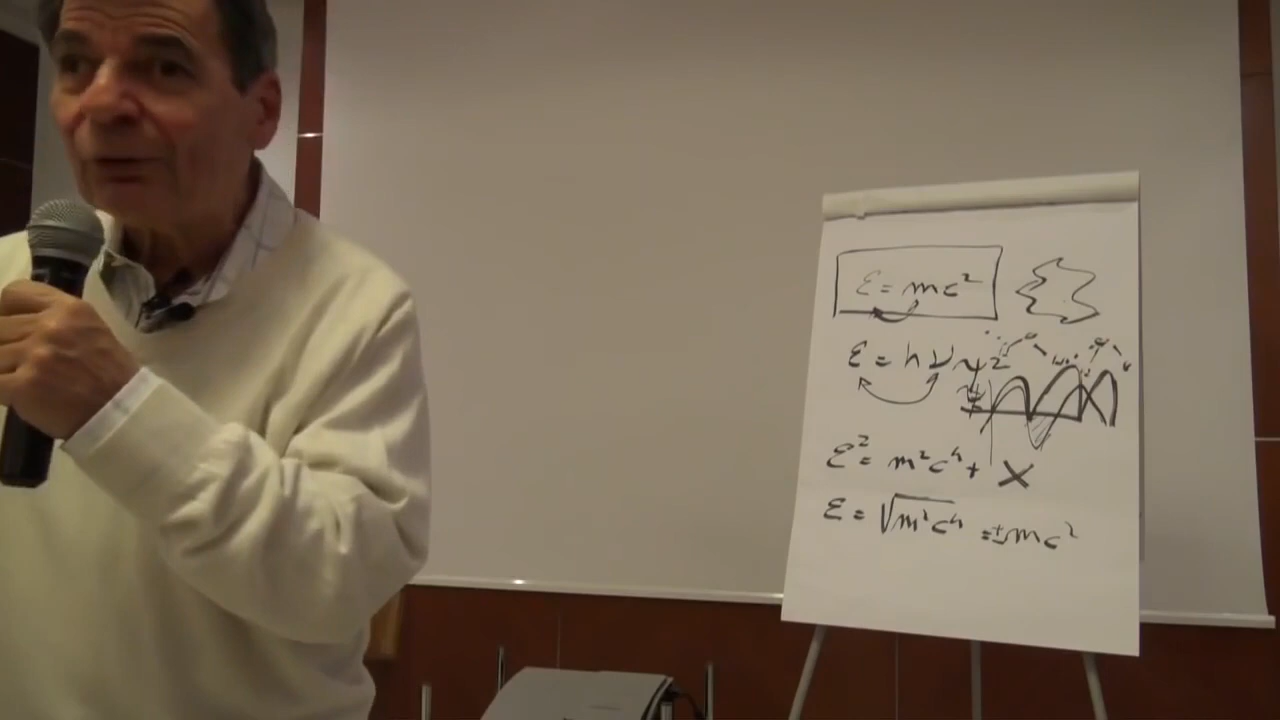 E = mc²
E = hν
E² = m²c⁴ + X
E = √m²c⁴ = ± mc²